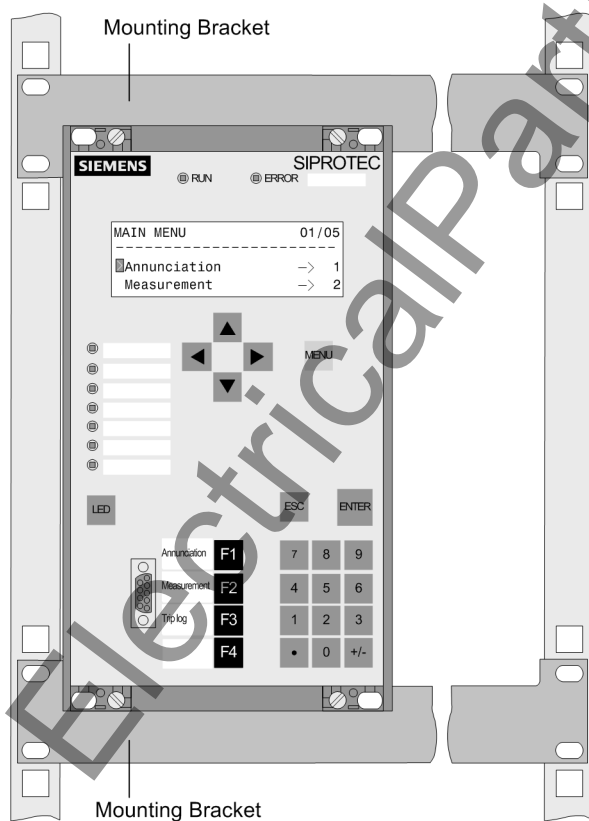 Mounting Bracket
SIEMENS
SIPROTEC
RUN
ERROR
MAIN MENU 01/05
--------------------
Annunciation —> 1
Measurement —> 2
MENU
LED
ESC
ENTER
Annunciation F1
7 8 9
Measurement F2
4 5 6
Trip log F3
1 2 3
F4
• 0 +/-
Mounting Bracket
ElectricalPart